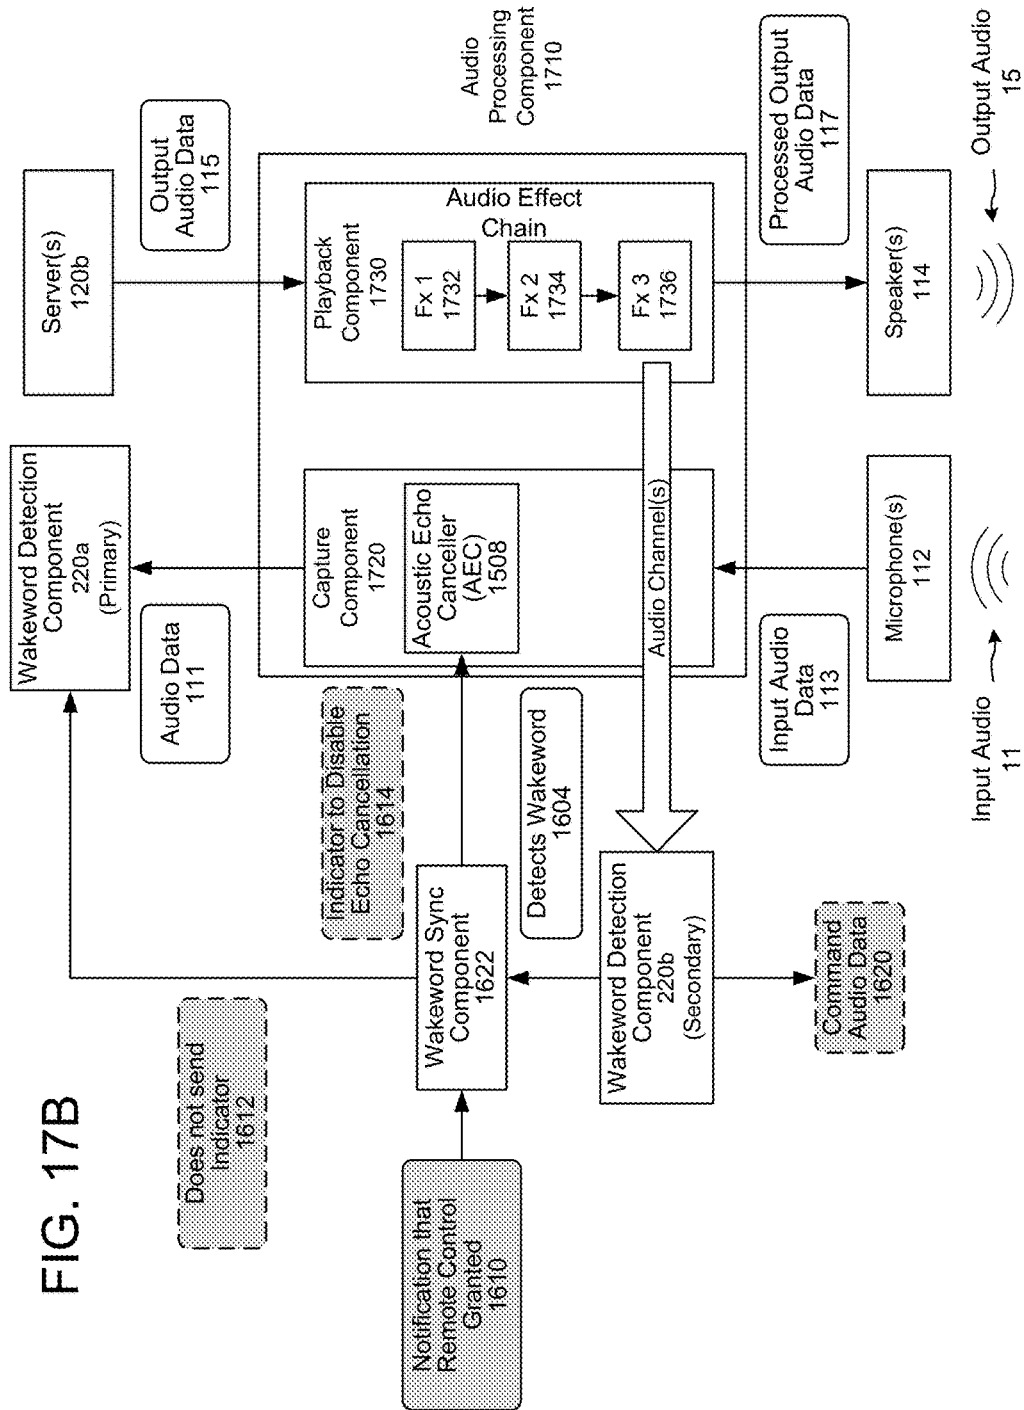 FIG. 17B
Notification that
Remote Control
Granted
1610
Does not send
Indicator
1612
Wakeword Sync
Component
1622
Indicator to Disable
Echo Cancellation
1614
Detects Wakeword
1604
Wakeword Detection
Component
220b
(Secondary)
Command
Audio Data
1620
Wakeword Detection
Component
220a
(Primary)
Audio Data
111
Capture
Component
1720
Acoustic Echo
Canceller
(AEC)
1508
Audio Channel(s)
Input Audio
Data
113
Microphone(s)
112
Input Audio
11
Server(s)
120b
Output
Audio Data
115
Playback
Component
1730
Audio Effect
Chain
Fx 1
1732
Fx 2
1734
Fx 3
1736
Audio
Processing
Component
1710
Processed Output
Audio Data
117
Speaker(s)
114
Output Audio
15